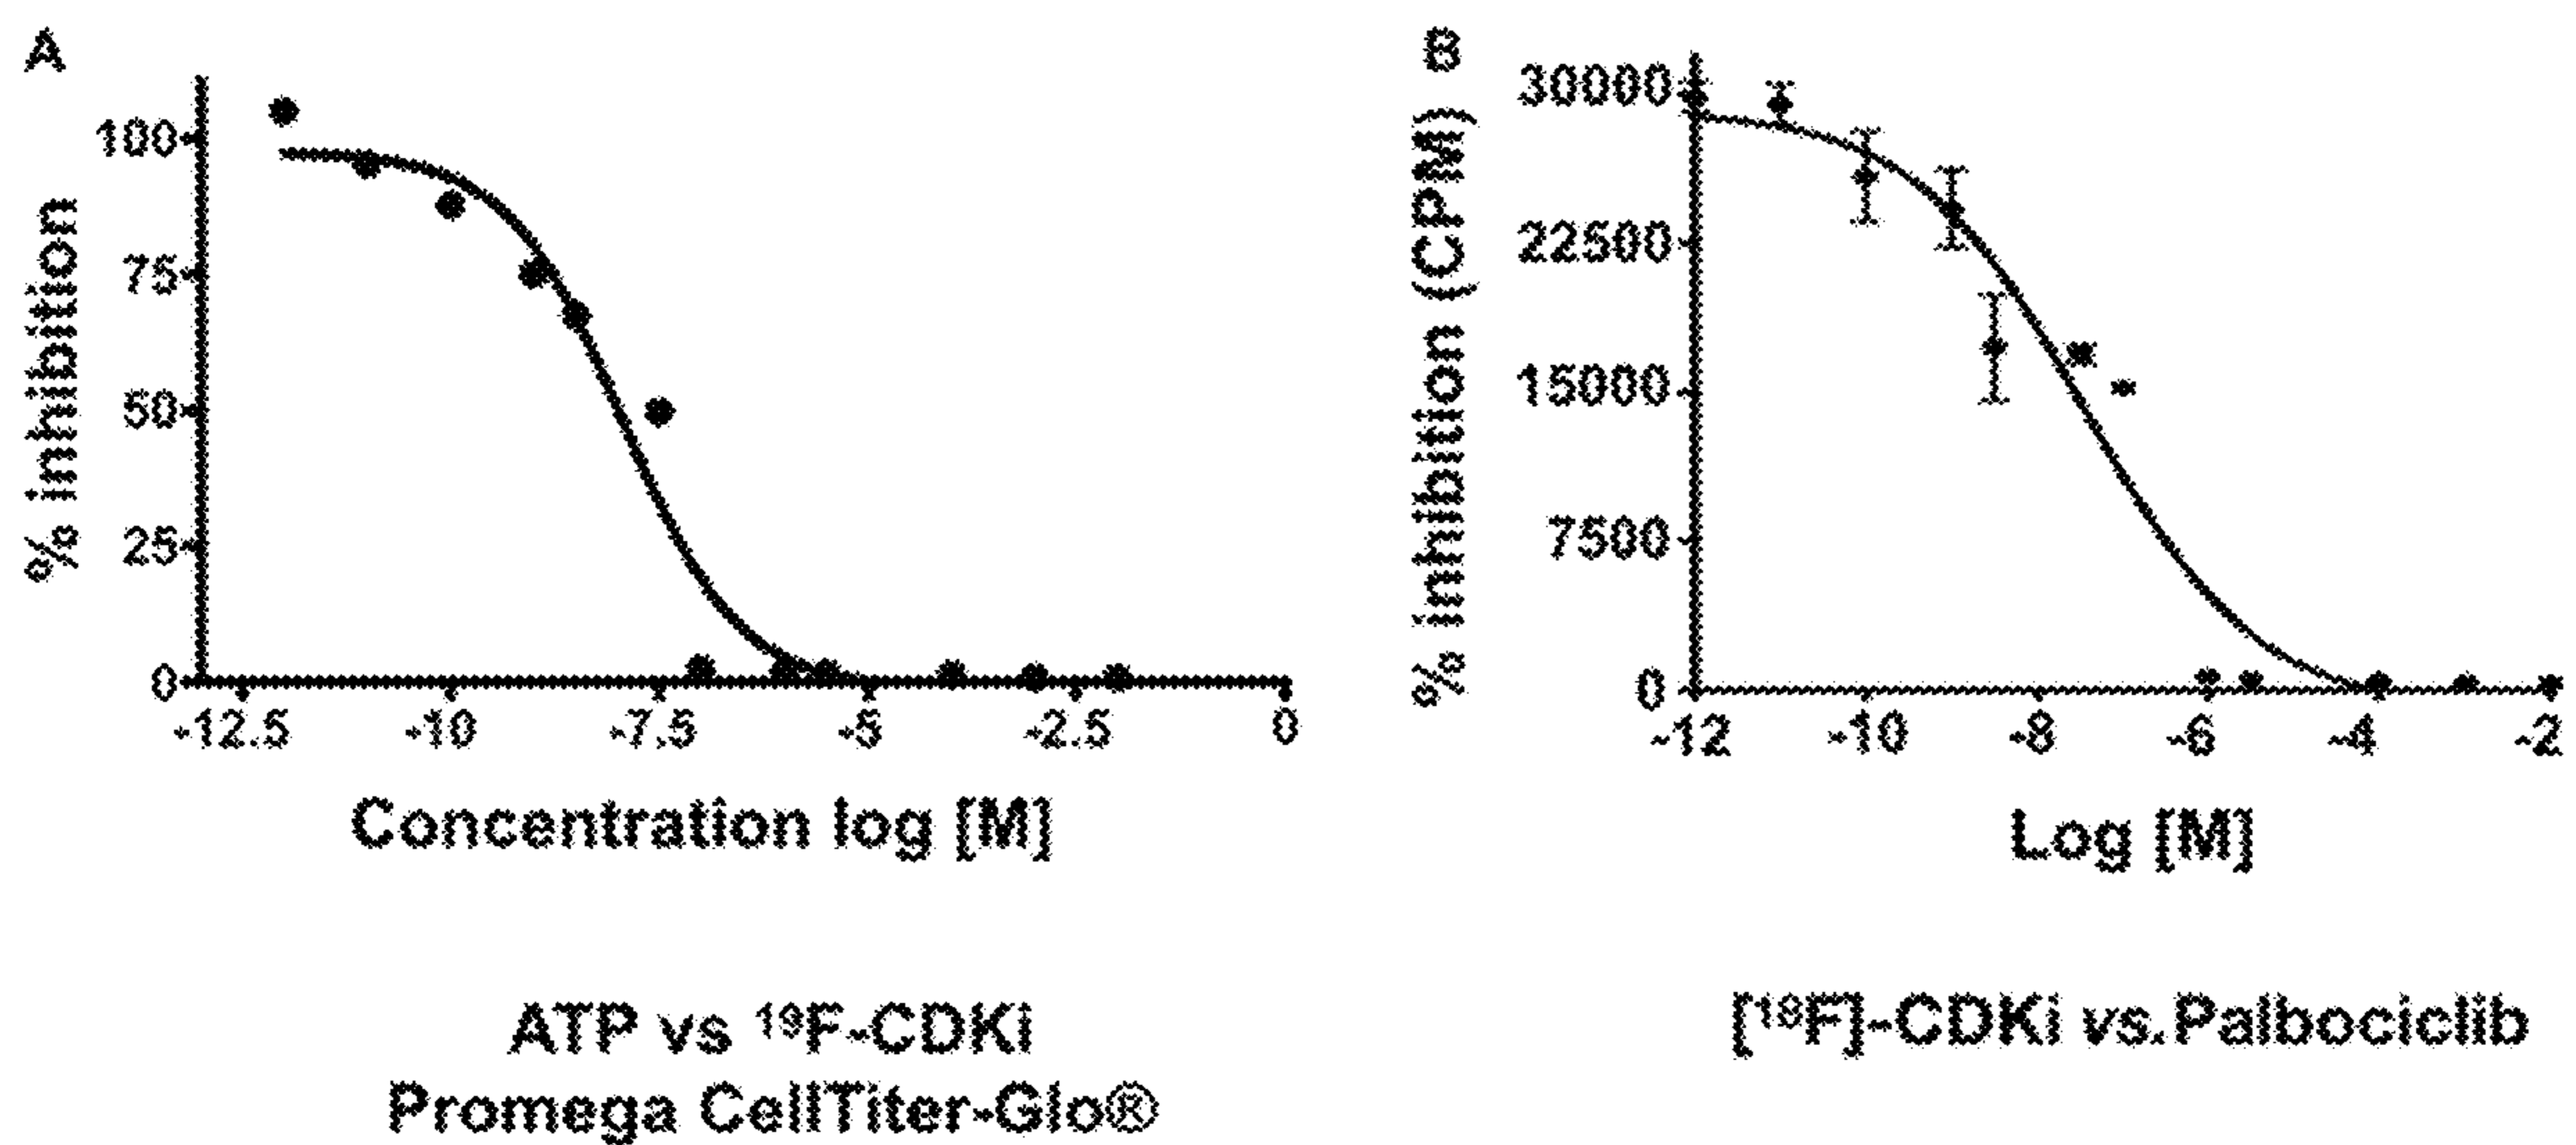 A
% inhibition
100
75
50
25
0
-12.5
-10
-7.5
-5
-2.5
0
Concentration log [M]
ATP vs ¹⁹F-CDKi
Promega CellTiter-Glo®
B
% inhibition (CPM)
30000
22500
15000
7500
0
-12
-10
-8
-6
-4
-2
Log [M]
[¹⁸F]-CDKi vs. Palbociclib